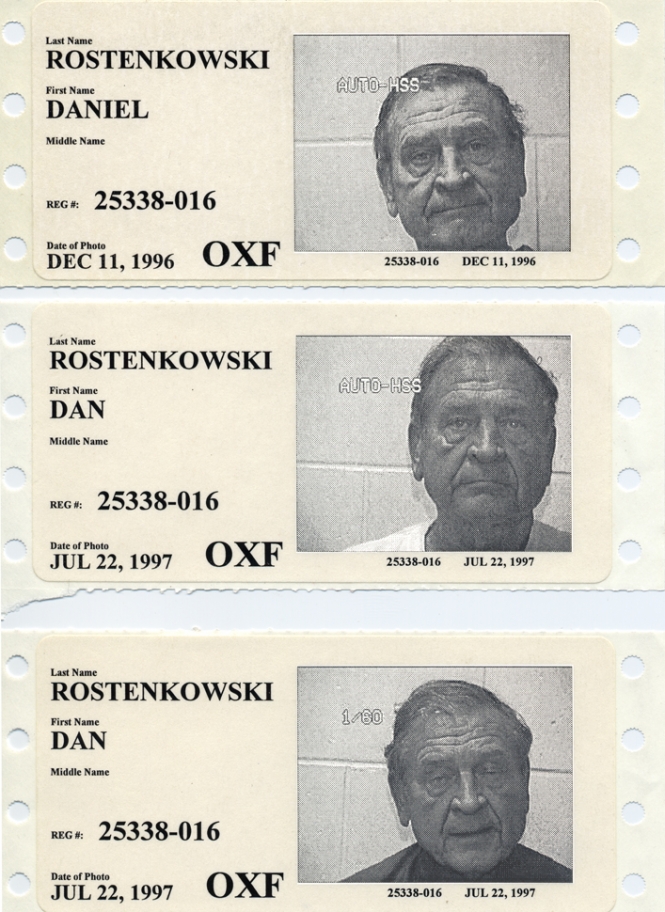 Last Name
ROSTENKOWSKI
First Name
DANIEL
Middle Name
REG #: 25338-016
Date of Photo
DEC 11, 1996 OXF
AUTO-HSS
25338-016 DEC 11, 1996
Last Name
ROSTENKOWSKI
First Name
DAN
Middle Name
REG #: 25338-016
Date of Photo
JUL 22, 1997 OXF
AUTO-HSS
25338-016 JUL 22, 1997
Last Name
ROSTENKOWSKI
First Name
DAN
Middle Name
REG #: 25338-016
Date of Photo
JUL 22, 1997 OXF
1/60
25338-016 JUL 22, 1997